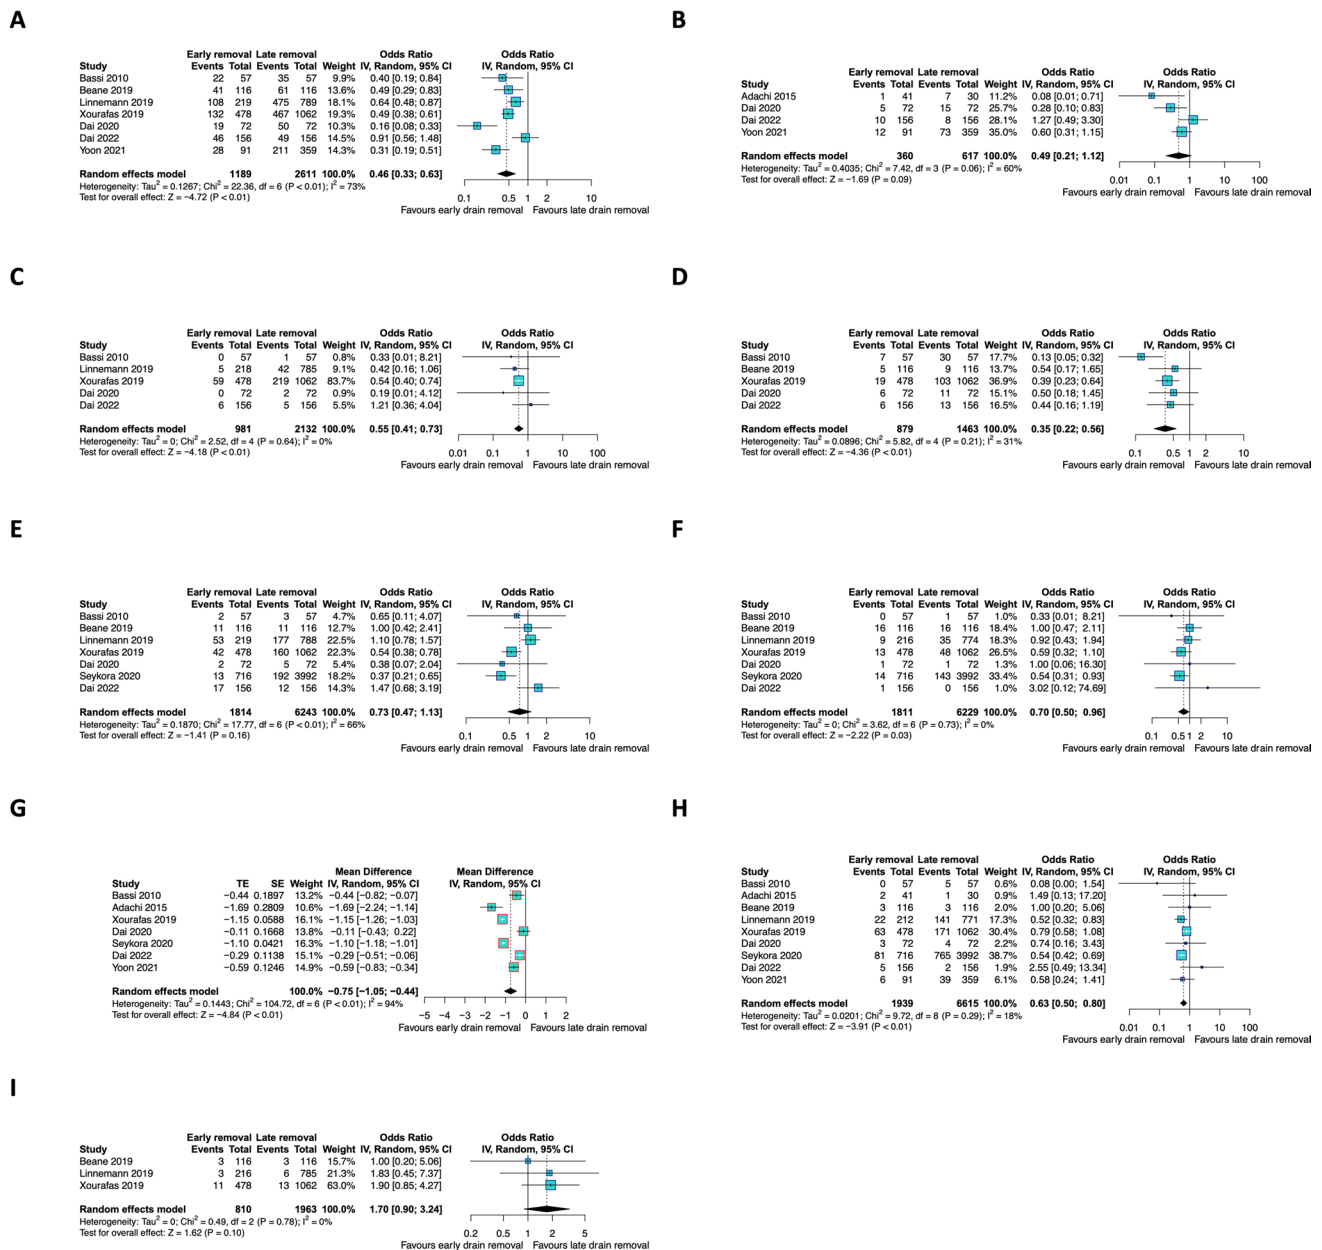 A
Early removal Late removal Odds Ratio Odds Ratio
Study Events Total Events Total Weight IV, Random, 95% CI IV, Random, 95% CI
Bassi 2010 22 57 35 57 9.9% 0.40 [0.19; 0.84]
Beane 2019 41 116 61 116 13.6% 0.49 [0.29; 0.83]
Linnemann 2019 108 219 475 789 18.1% 0.64 [0.48; 0.87]
Xourafas 2019 132 478 467 1062 19.3% 0.49 [0.38; 0.61]
Dai 2020 19 72 50 72 10.3% 0.16 [0.08; 0.33]
Dai 2022 46 156 49 156 14.5% 0.91 [0.56; 1.48]
Yoon 2021 28 91 211 359 14.3% 0.31 [0.19; 0.51]
Random effects model 1189 2611 100.0% 0.46 [0.33; 0.63]
Heterogeneity: Tau² = 0.1267; Chi² = 22.36, df = 6 (P < 0.01); I² = 73%
Test for overall effect: Z = −4.72 (P < 0.01)
0.1 0.5 1 2 10
Favours early drain removal Favours late drain removal
B
Early removal Late removal Odds Ratio Odds Ratio
Study Events Total Events Total Weight IV, Random, 95% CI IV, Random, 95% CI
Adachi 2015 1 41 7 30 11.2% 0.08 [0.01; 0.71]
Dai 2020 5 72 15 72 25.7% 0.28 [0.10; 0.83]
Dai 2022 10 156 8 156 28.1% 1.27 [0.49; 3.30]
Yoon 2021 12 91 73 359 35.0% 0.60 [0.31; 1.15]
Random effects model 360 617 100.0% 0.49 [0.21; 1.12]
Heterogeneity: Tau² = 0.4035; Chi² = 7.42, df = 3 (P = 0.06); I² = 60%
Test for overall effect: Z = −1.69 (P = 0.09)
0.01 0.1 1 10 100
Favours early drain removal Favours late drain removal
C
Early removal Late removal Odds Ratio Odds Ratio
Study Events Total Events Total Weight IV, Random, 95% CI IV, Random, 95% CI
Bassi 2010 0 57 1 57 0.8% 0.33 [0.01; 8.21]
Linnemann 2019 5 218 42 785 9.1% 0.42 [0.16; 1.06]
Xourafas 2019 59 478 219 1062 83.7% 0.54 [0.40; 0.74]
Dai 2020 0 72 2 72 0.9% 0.19 [0.01; 4.12]
Dai 2022 6 156 5 156 5.5% 1.21 [0.36; 4.04]
Random effects model 981 2132 100.0% 0.55 [0.41; 0.73]
Heterogeneity: Tau² = 0; Chi² = 2.52, df = 4 (P = 0.64); I² = 0%
Test for overall effect: Z = −4.18 (P < 0.01)
0.01 0.1 0.5 1 2 10
Favours early drain removal Favours late drain removal
D
Early removal Late removal Odds Ratio Odds Ratio
Study Events Total Events Total Weight IV, Random, 95% CI IV, Random, 95% CI
Bassi 2010 7 57 30 57 17.7% 0.13 [0.05; 0.32]
Beane 2019 5 116 9 116 13.7% 0.54 [0.17; 1.65]
Xourafas 2019 19 478 103 1062 36.9% 0.39 [0.23; 0.64]
Dai 2020 6 72 11 72 15.1% 0.50 [0.18; 1.45]
Dai 2022 6 156 13 156 16.5% 0.44 [0.16; 1.19]
Random effects model 879 1463 100.0% 0.35 [0.22; 0.56]
Heterogeneity: Tau² = 0.0896; Chi² = 5.82, df = 4 (P = 0.21); I² = 31%
Test for overall effect: Z = −4.36 (P < 0.01)
0.1 0.5 1 2 10
Favours early drain removal Favours late drain removal
E
Early removal Late removal Odds Ratio Odds Ratio
Study Events Total Events Total Weight IV, Random, 95% CI IV, Random, 95% CI
Bassi 2010 2 57 3 57 4.7% 0.65 [0.11; 4.07]
Beane 2019 11 116 11 116 12.7% 1.00 [0.42; 2.41]
Linnemann 2019 53 219 177 788 22.5% 1.10 [0.78; 1.57]
Xourafas 2019 42 478 160 1062 22.3% 0.54 [0.38; 0.78]
Dai 2020 2 72 5 72 5.4% 0.38 [0.07; 2.04]
Seykora 2020 13 716 192 3992 18.2% 0.37 [0.21; 0.65]
Dai 2022 17 156 12 156 14.3% 1.47 [0.68; 3.19]
Random effects model 1814 6243 100.0% 0.73 [0.47; 1.13]
Heterogeneity: Tau² = 0.1870; Chi² = 17.77, df = 6 (P < 0.01); I² = 66%
Test for overall effect: Z = −1.41 (P = 0.16)
0.1 0.5 1 2 10
Favours early drain removal Favours late drain removal
F
Early removal Late removal Odds Ratio Odds Ratio
Study Events Total Events Total Weight IV, Random, 95% CI IV, Random, 95% CI
Bassi 2010 0 57 1 57 1.0% 0.33 [0.01; 8.21]
Beane 2019 16 116 16 116 18.4% 1.00 [0.47; 2.11]
Linnemann 2019 9 216 35 774 18.3% 0.92 [0.43; 1.94]
Xourafas 2019 13 478 48 1062 26.5% 0.59 [0.32; 1.10]
Dai 2020 1 72 1 72 1.3% 1.00 [0.06; 16.30]
Seykora 2020 14 716 143 3992 33.4% 0.54 [0.31; 0.93]
Dai 2022 1 156 0 156 1.0% 3.02 [0.12; 74.69]
Random effects model 1811 6229 100.0% 0.70 [0.50; 0.96]
Heterogeneity: Tau² = 0; Chi² = 3.62, df = 6 (P = 0.73); I² = 0%
Test for overall effect: Z = −2.22 (P = 0.03)
0.1 0.5 1 2 10
Favours early drain removal Favours late drain removal
G
Mean Difference Mean Difference
Study TE SE Weight IV, Random, 95% CI IV, Random, 95% CI
Bassi 2010 −0.44 0.1897 13.2% −0.44 [−0.82; −0.07]
Adachi 2015 −1.69 0.2809 10.6% −1.69 [−2.24; −1.14]
Xourafas 2019 −1.15 0.0588 16.1% −1.15 [−1.26; −1.03]
Dai 2020 −0.11 0.1668 13.8% −0.11 [−0.43; 0.22]
Seykora 2020 −1.10 0.0421 16.3% −1.10 [−1.18; −1.01]
Dai 2022 −0.29 0.1138 15.1% −0.29 [−0.51; −0.06]
Yoon 2021 −0.59 0.1246 14.9% −0.59 [−0.83; −0.34]
Random effects model 100.0% −0.75 [−1.05; −0.44]
Heterogeneity: Tau² = 0.1443; Chi² = 104.72, df = 6 (P < 0.01); I² = 94%
Test for overall effect: Z = −4.84 (P < 0.01)
−5 −4 −3 −2 −1 0 1 2
Favours early drain removal Favours late drain removal
H
Early removal Late removal Odds Ratio Odds Ratio
Study Events Total Events Total Weight IV, Random, 95% CI IV, Random, 95% CI
Bassi 2010 0 57 5 57 0.6% 0.08 [0.00; 1.54]
Adachi 2015 2 41 1 30 0.9% 1.49 [0.13; 17.20]
Beane 2019 3 116 3 116 2.0% 1.00 [0.20; 5.06]
Linnemann 2019 22 212 141 771 17.3% 0.52 [0.32; 0.83]
Xourafas 2019 63 478 171 1062 30.4% 0.79 [0.58; 1.08]
Dai 2020 3 72 4 72 2.2% 0.74 [0.16; 3.43]
Seykora 2020 81 716 765 3992 38.7% 0.54 [0.42; 0.69]
Dai 2022 5 156 2 156 1.9% 2.55 [0.49; 13.34]
Yoon 2021 6 91 39 359 6.1% 0.58 [0.24; 1.41]
Random effects model 1939 6615 100.0% 0.63 [0.50; 0.80]
Heterogeneity: Tau² = 0.0201; Chi² = 9.72, df = 8 (P = 0.29); I² = 18%
Test for overall effect: Z = −3.91 (P < 0.01)
0.01 0.1 1 10 100
Favours early drain removal Favours late drain removal
I
Early removal Late removal Odds Ratio Odds Ratio
Study Events Total Events Total Weight IV, Random, 95% CI IV, Random, 95% CI
Beane 2019 3 116 3 116 15.7% 1.00 [0.20; 5.06]
Linnemann 2019 3 216 6 785 21.3% 1.83 [0.45; 7.37]
Xourafas 2019 11 478 13 1062 63.0% 1.90 [0.85; 4.27]
Random effects model 810 1963 100.0% 1.70 [0.90; 3.24]
Heterogeneity: Tau² = 0; Chi² = 0.49, df = 2 (P = 0.78); I² = 0%
Test for overall effect: Z = 1.62 (P = 0.10)
0.2 0.5 1 2 5
Favours early drain removal Favours late drain removal